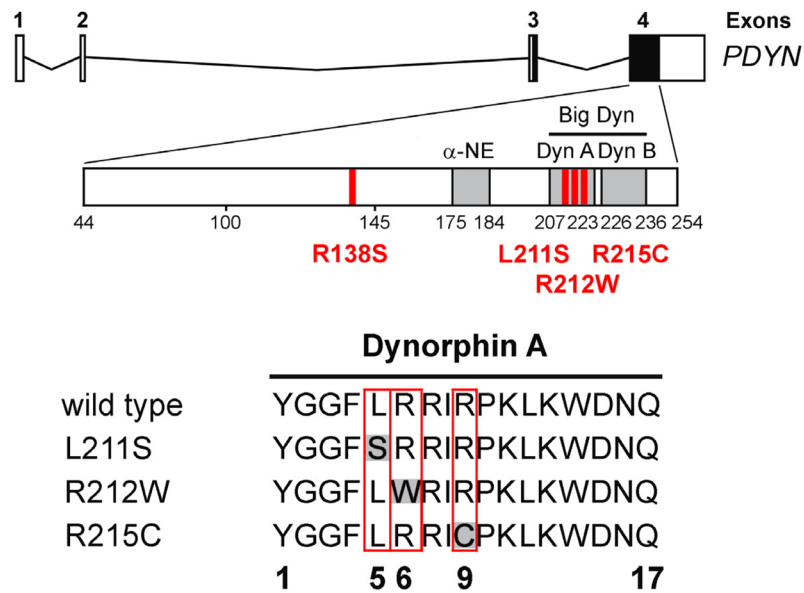 1 2 3 4 Exons
PDYN
Big Dyn
α-NE Dyn A Dyn B
44 100 145 175 184 207 223 226 236 254
R138S L211S R215C
R212W
Dynorphin A
wild type YGGFLRRIRPKLKWDNQ
L211S YGGFSRRIRPKLKWDNQ
R212W YGGFLWRIRPKLKWDNQ
R215C YGGFLRRICPKLKWDNQ
1 5 6 9 17